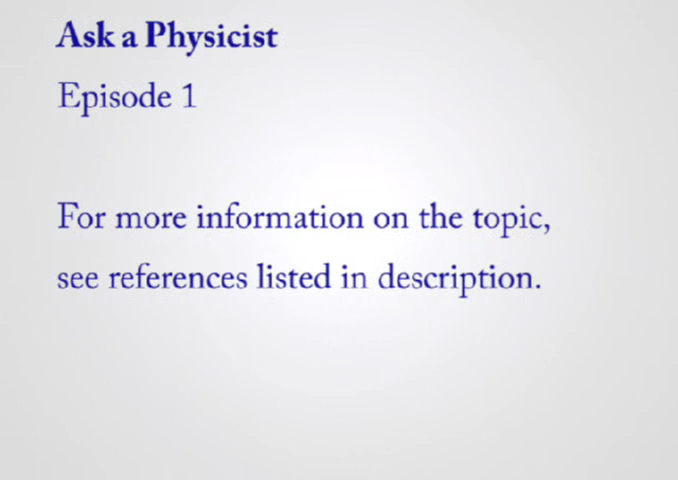 Ask a Physicist
Episode 1
For more information on the topic,
see references listed in description.